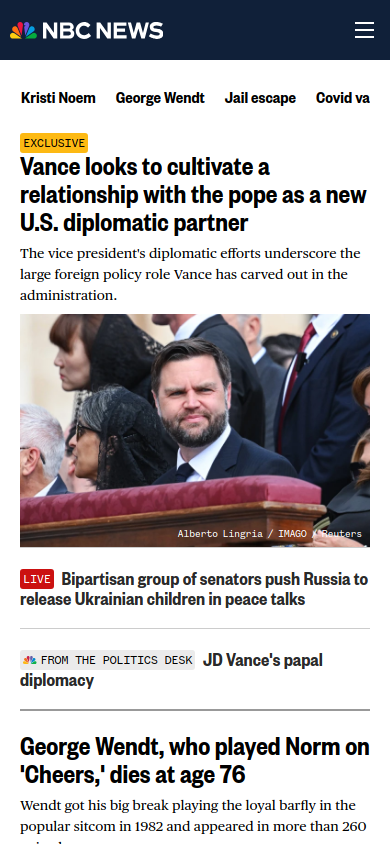 NBC NEWS
Kristi Noem George Wendt Jail escape Covid va
EXCLUSIVE
Vance looks to cultivate a
relationship with the pope as a new
U.S. diplomatic partner
The vice president's diplomatic efforts underscore the
large foreign policy role Vance has carved out in the
administration.
Alberto Lingria / IMAGO / Reuters
LIVE Bipartisan group of senators push Russia to
release Ukrainian children in peace talks
FROM THE POLITICS DESK JD Vance's papal
diplomacy
George Wendt, who played Norm on
'Cheers,' dies at age 76
Wendt got his big break playing the loyal barfly in the
popular sitcom in 1982 and appeared in more than 260